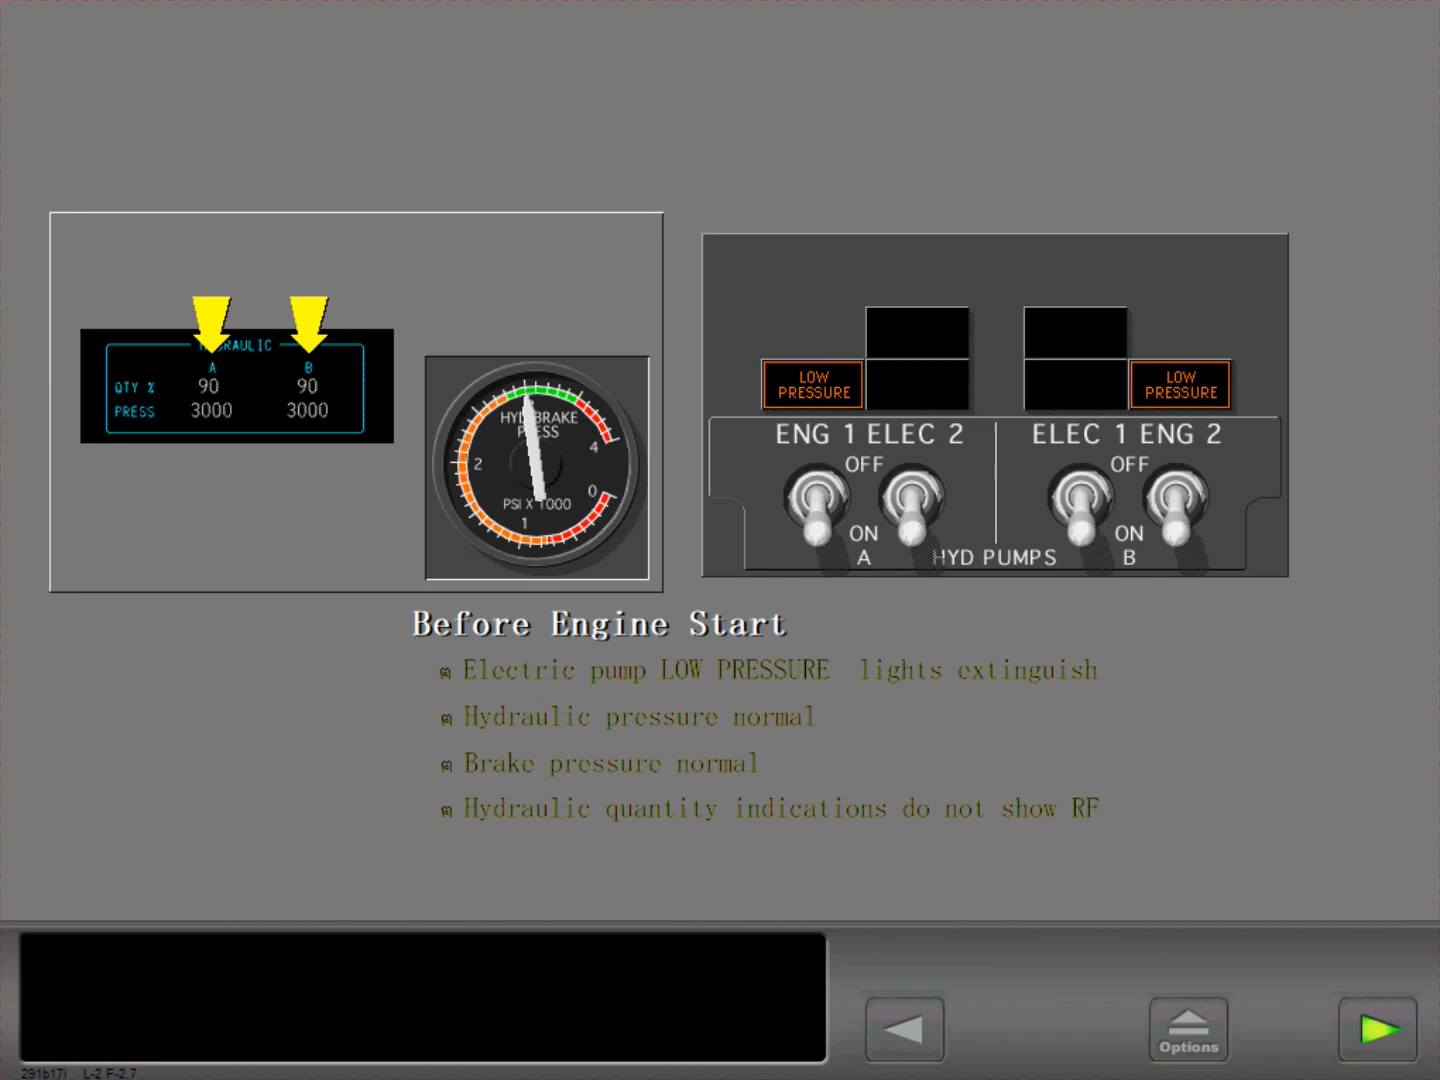 HYDRAULIC
A B
QTY % 90 90
PRESS 3000 3000
HYD BRAKE
PRESS
4
2
0
PSI X 1000
1
LOW
PRESSURE
LOW
PRESSURE
ENG 1 ELEC 2 ELEC 1 ENG 2
OFF OFF
ON ON
A HYD PUMPS B
Before Engine Start
Electric pump LOW PRESSURE lights extinguish
Hydraulic pressure normal
Brake pressure normal
Hydraulic quantity indications do not show RF
Options
291b17i L-2 F-2.7